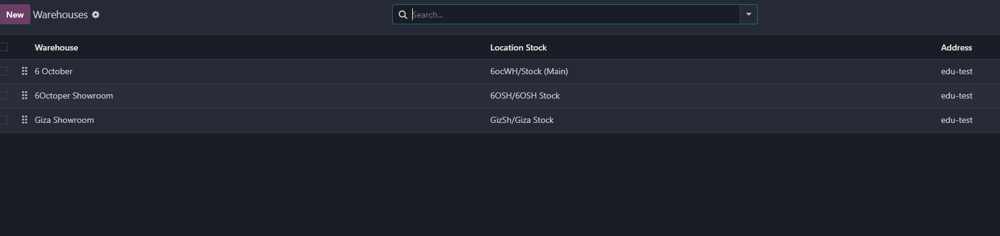 New Warehouses Search...
Warehouse Location Stock Address
6 October 6ocWH/Stock (Main) edu-test
6Octoper Showroom 6OSH/6OSH Stock edu-test
Giza Showroom GizSh/Giza Stock edu-test